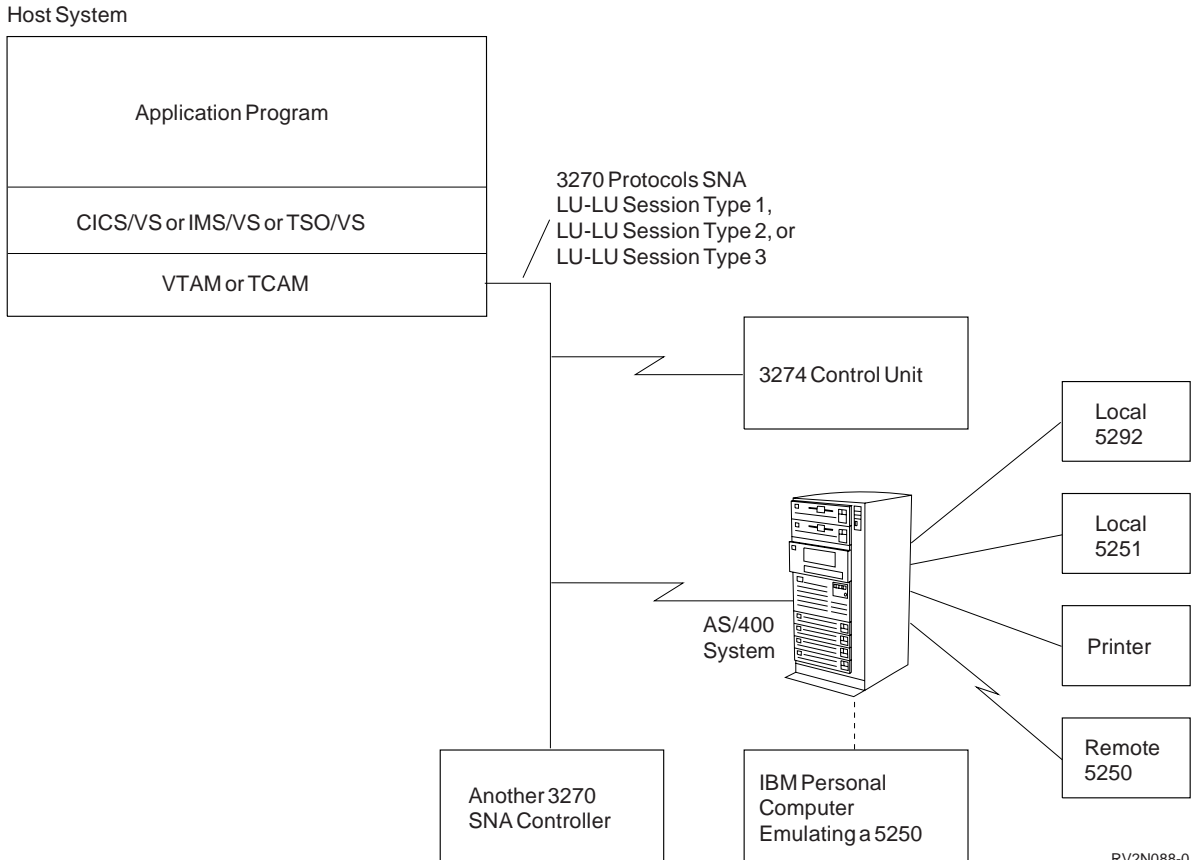 Host System
Application Program
CICS/VS or IMS/VS or TSO/VS
VTAM or TCAM
3270 Protocols SNA
LU-LU Session Type 1,
LU-LU Session Type 2, or
LU-LU Session Type 3
3274 Control Unit
Local
5292
Local
5251
AS/400
System
Printer
Remote
5250
Another 3270
SNA Controller
IBM Personal
Computer
Emulating a 5250
RV2N088-0